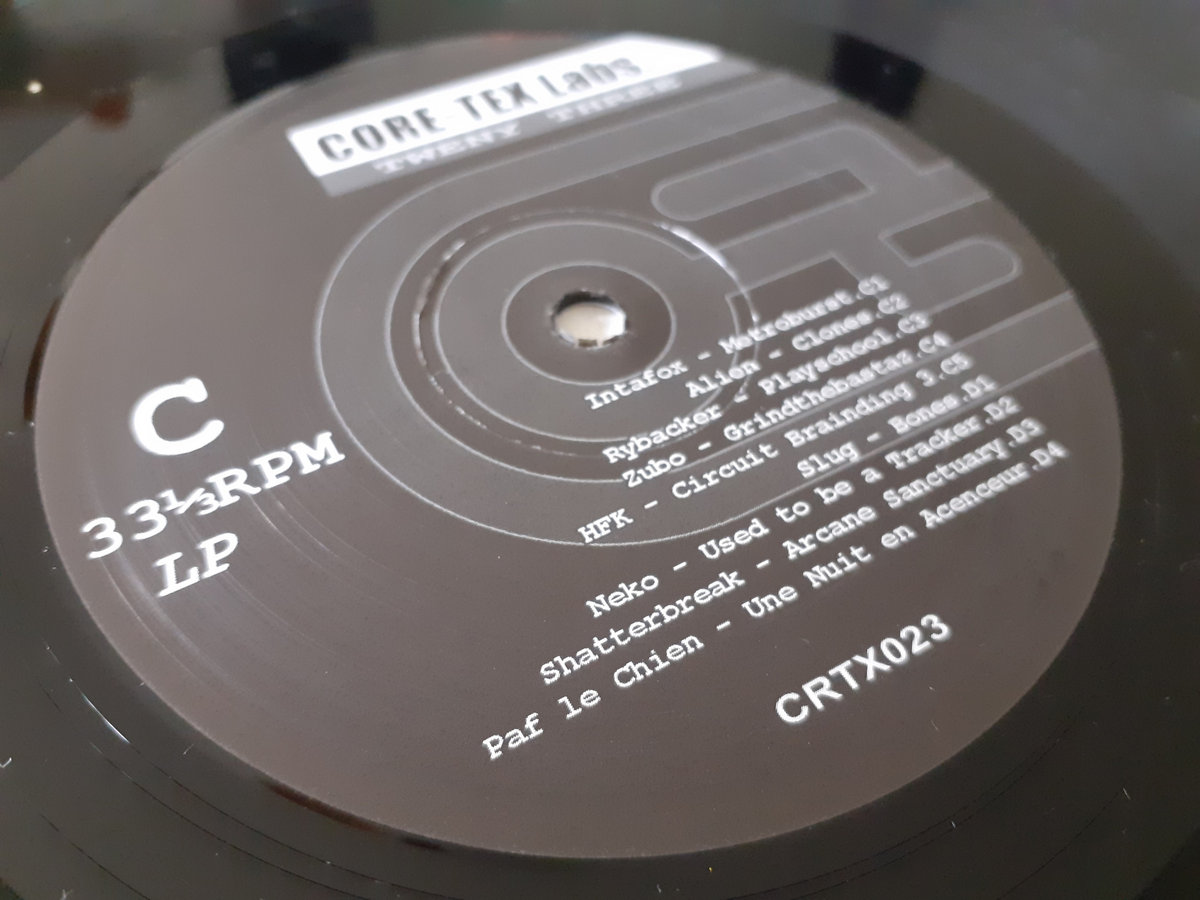 CORE-TEX Labs
TWENY THREE
Intafox - Metroburst.C1
Alien - Clones.C2
Rybacker - Playschool.C3
Zubo - Grindthebastaz.C4
HFK - Circuit Brainding 3.C5
Slug - Bones.D1
Neko - Used to be a Tracker.D2
Shatterbreak - Arcane Sanctuary.D3
Paf le Chien - Une Nuit en Acenceur.D4
C
33⅓RPM
LP
CRTX023